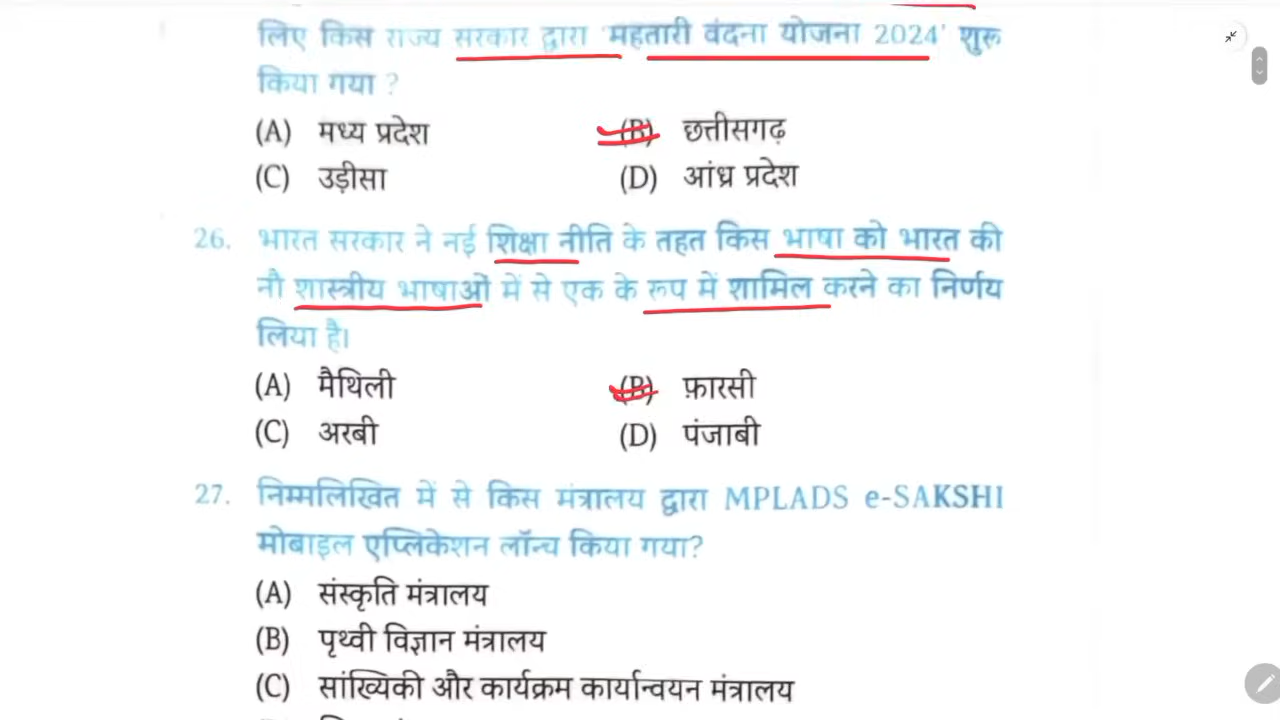 लिए किस राज्य सरकार द्वारा 'महतारी वंदना योजना 2024' शुरू
किया गया ?
(A) मध्य प्रदेश (B) छत्तीसगढ़
(C) उड़ीसा (D) आंध्र प्रदेश
26. भारत सरकार ने नई शिक्षा नीति के तहत किस भाषा को भारत की
नौ शास्त्रीय भाषाओं में से एक के रूप में शामिल करने का निर्णय
लिया है।
(A) मैथिली (B) फ़ारसी
(C) अरबी (D) पंजाबी
27. निम्मलिखित में से किस मंत्रालय द्वारा MPLADS e-SAKSHI
मोबाइल एप्लिकेशन लॉन्च किया गया?
(A) संस्कृति मंत्रालय
(B) पृथ्वी विज्ञान मंत्रालय
(C) सांख्यिकी और कार्यक्रम कार्यान्वयन मंत्रालय